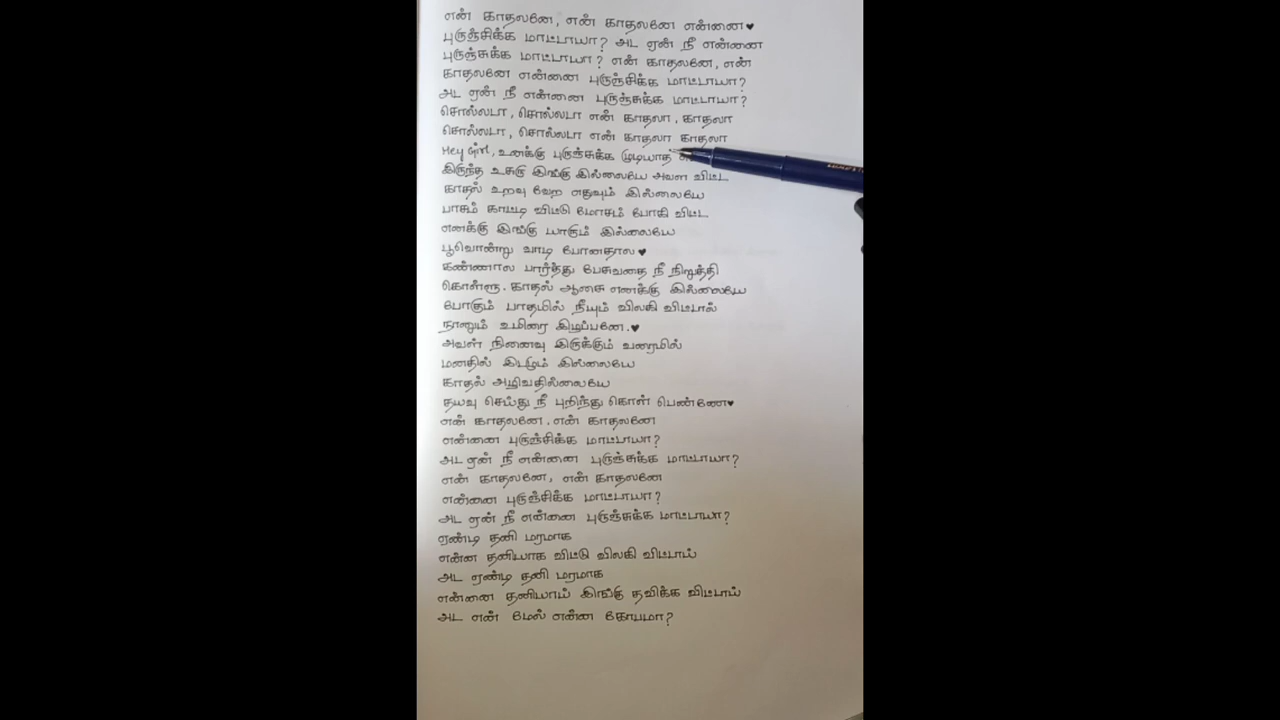 என் காதலனே, என் காதலனே என்னை♥
புருஞ்சிக்க மாட்டாயா? அட ஏன் நீ என்னை
புருஞ்சுக்க மாட்டாயா? என் காதலனே, என்
காதலனே என்னை புருஞ்சிக்க மாட்டாயா?
அட ஏன் நீ என்னை புருஞ்சுக்க மாட்டாயா?
சொல்லடா, சொல்லடா என் காதலா, காதலா
சொல்லடா, சொல்லடா என் காதலா காதலா
Hey Girl, உனக்கு புருஞ்சுக்க முடியாத
இருந்த உசுரு இங்கு இல்லையே அவள விட்ட
காதல் உறவு வேற எதுவும் இல்லையே
பாசம் காட்டி விட்டு மோசம் போகி விட்ட
எனக்கு இங்கு யாரும் இல்லையே
பூவொன்று வாடி போனதால♥
கண்ணால பார்த்து பேசுவதை நீ நிறுத்தி
கொள்ளு. காதல் ஆசை எனக்கு இல்லையே
போகும் பாதயில் நீயும் விலகி விட்டால்
நானும் உயிரை இழப்பனே.♥
அவள் நினைவு இருக்கும் வரையில்
மனதில் இடமும் இல்லையே
காதல் அழிவதில்லையே
தயவு செய்து நீ புறிந்து கொள் பெண்ணே♥
என் காதலனே, என் காதலனே
என்னை புருஞ்சிக்க மாட்டாயா?
அட ஏன் நீ என்னை புருஞ்சுக்க மாட்டாயா?
என் காதலனே, என் காதலனே
என்னை புருஞ்சிக்க மாட்டாயா?
அட ஏன் நீ என்னை புருஞ்சுக்க மாட்டாயா?
ஏண்டி தனி மரமாக
என்ன தனியாக விட்டு விலகி விட்டாய்
அட ஏண்டி தனி மரமாக
என்னை தனியாய் இங்கு தவிக்க விட்டாய்
அட என் மேல் என்ன கோபமா?